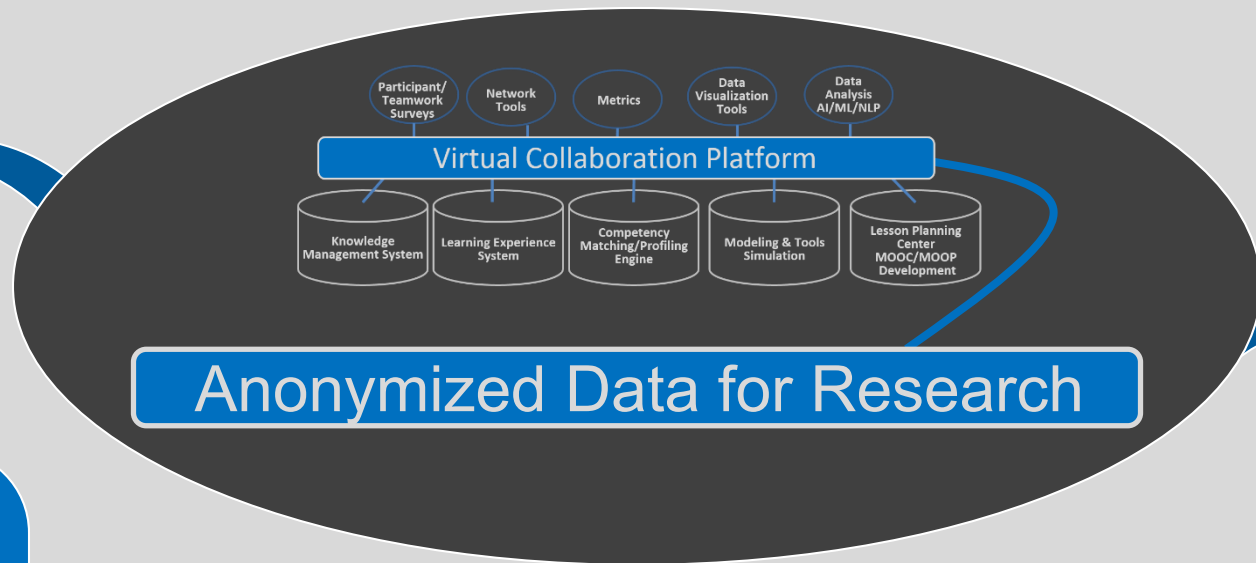 Participant/
Teamwork
Surveys
Network
Tools
Metrics
Data
Visualization
Tools
Data
Analysis
AI/ML/NLP
Virtual Collaboration Platform
Knowledge
Management System
Learning Experience
System
Competency
Matching/Profiling
Engine
Modeling & Tools
Simulation
Lesson Planning
Center
MOOC/MOOP
Development
Anonymized Data for Research